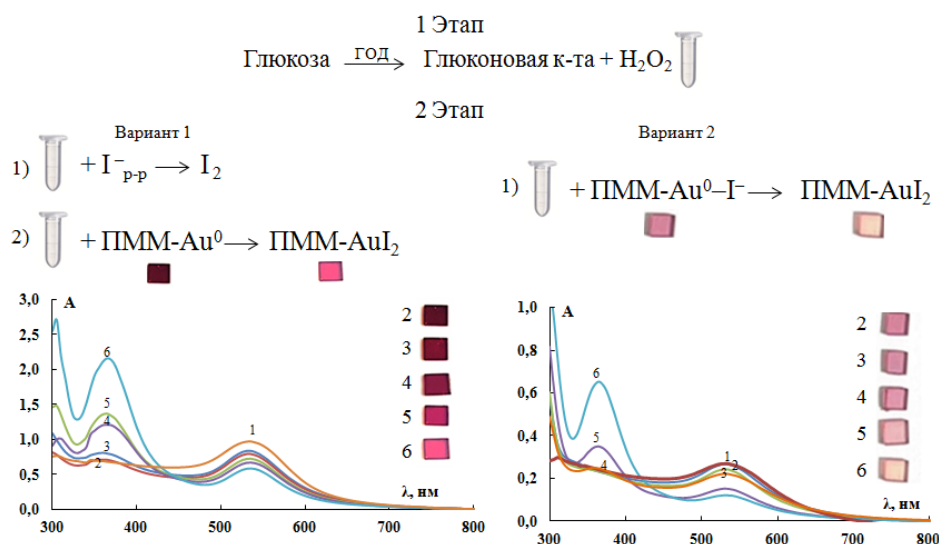 1 Этап
Глюкоза ГОД → Глюконовая к-та + H₂O₂
2 Этап
Вариант 1
1) + I⁻р-р → I₂
2) + ПММ-Au⁰ → ПММ-AuI₂
Вариант 2
1) + ПММ-Au⁰–I⁻ → ПММ-AuI₂
A
3,0
2,5
2,0
1,5
1,0
0,5
0,0
300 400 500 600 700 800
λ, нм
1
2
3
4
5
6
2
3
4
5
6
A
1,0
0,8
0,6
0,4
0,2
0
300 400 500 600 700 800
λ, нм
1
2
3
4
5
6
2
3
4
5
6